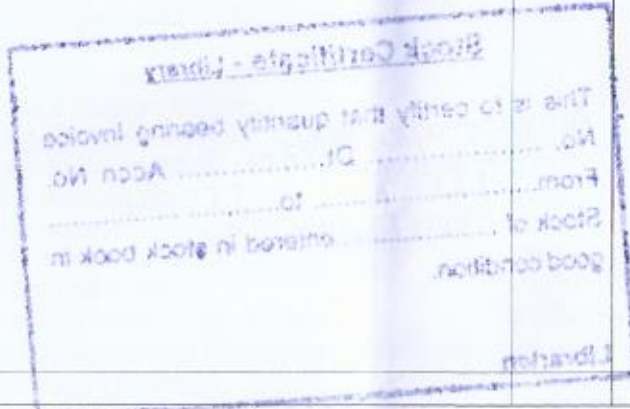 Stock Certificate - Library
This is to certify that quantity bearing Invoice
No. .................. Dt. .................. Accn No.
From. .................. to. ..................
Stock of .................. entered in stock book in
good condition.
Librarian